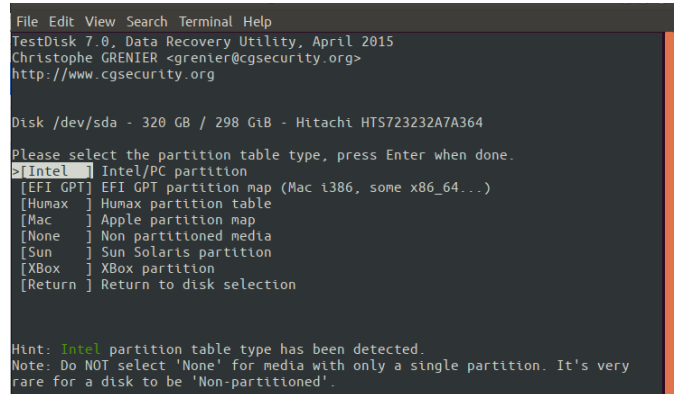 File Edit View Search Terminal Help
TestDisk 7.0, Data Recovery Utility, April 2015
Christophe GRENIER <grenier@cgsecurity.org>
http://www.cgsecurity.org
Disk /dev/sda - 320 GB / 298 GiB - Hitachi HTS723232A7A364
Please select the partition table type, press Enter when done.
>[Intel  ] Intel/PC partition
[EFI GPT] EFI GPT partition map (Mac i386, some x86_64...)
[Humax  ] Humax partition table
[Mac    ] Apple partition map
[None   ] Non partitioned media
[Sun    ] Sun Solaris partition
[XBox   ] XBox partition
[Return ] Return to disk selection
Hint: Intel partition table type has been detected.
Note: Do NOT select 'None' for media with only a single partition. It's very
rare for a disk to be 'Non-partitioned'.